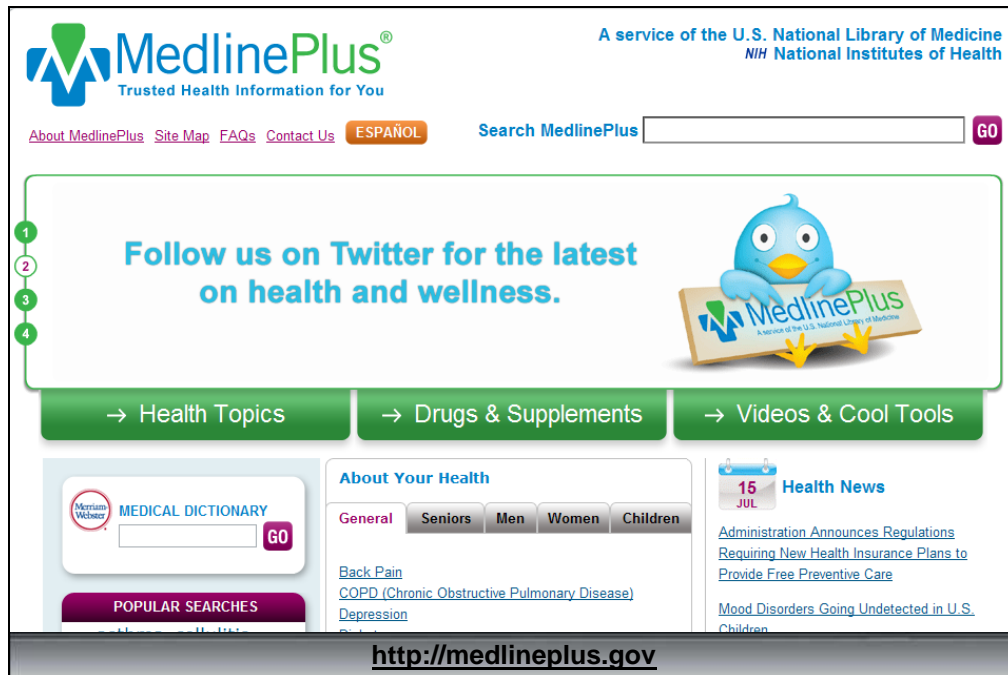 MedlinePlus®
Trusted Health Information for You
A service of the U.S. National Library of Medicine
NIH National Institutes of Health
About MedlinePlus Site Map FAQs Contact Us ESPAÑOL
Search MedlinePlus GO
1
2
3
4
Follow us on Twitter for the latest
on health and wellness.
MedlinePlus
A service of the U.S. National Library of Medicine
→ Health Topics → Drugs & Supplements → Videos & Cool Tools
Merriam-
Webster
MEDICAL DICTIONARY
GO
POPULAR SEARCHES
About Your Health
General Seniors Men Women Children
Back Pain
COPD (Chronic Obstructive Pulmonary Disease)
Depression
15
JUL
Health News
Administration Announces Regulations
Requiring New Health Insurance Plans to
Provide Free Preventive Care
Mood Disorders Going Undetected in U.S.
Children
http://medlineplus.gov